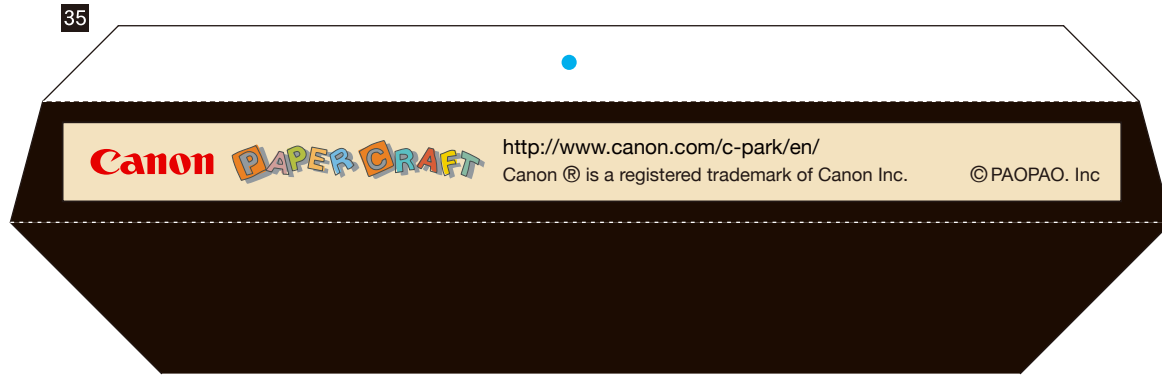 35
Canon PAPER CRAFT
http://www.canon.com/c-park/en/
Canon ® is a registered trademark of Canon Inc. © PAOPAO. Inc